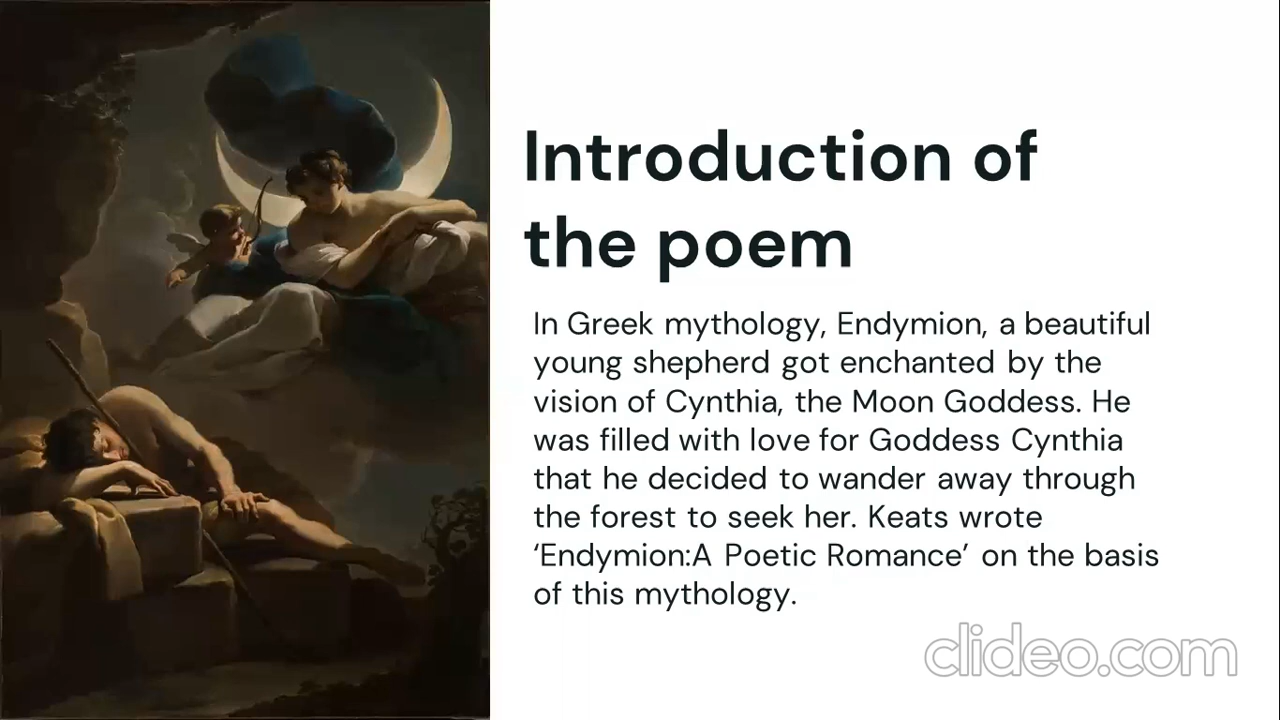 Introduction of
the poem
In Greek mythology, Endymion, a beautiful
young shepherd got enchanted by the
vision of Cynthia, the Moon Goddess. He
was filled with love for Goddess Cynthia
that he decided to wander away through
the forest to seek her. Keats wrote
‘Endymion:A Poetic Romance’ on the basis
of this mythology.
clideo.com